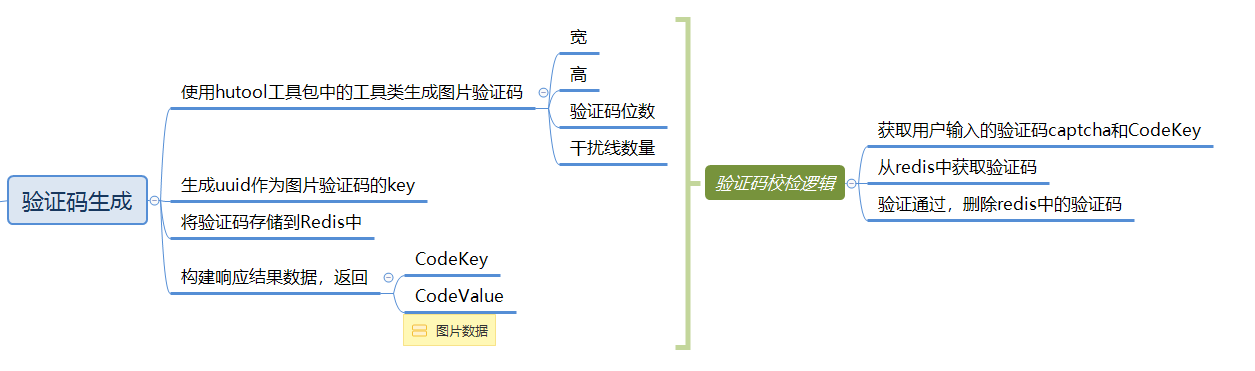 验证码生成
使用hutool工具包中的工具类生成图片验证码
宽
高
验证码位数
干扰线数量
生成uuid作为图片验证码的key
将验证码存储到Redis中
构建响应结果数据，返回
CodeKey
CodeValue
图片数据
验证码校检逻辑
获取用户输入的验证码captcha和CodeKey
从redis中获取验证码
验证通过，删除redis中的验证码